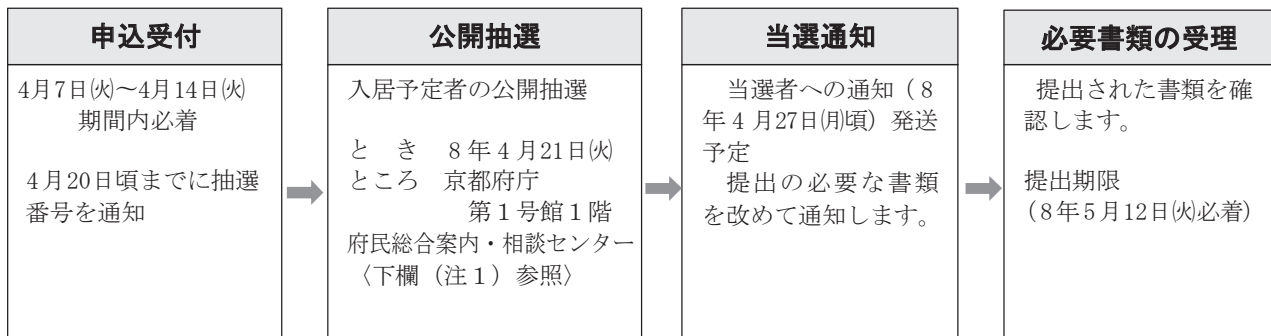 申込受付
4月7日㈫～4月14日㈫
期間内必着
4月20日頃までに抽選
番号を通知
公開抽選
入居予定者の公開抽選
と　き　8年4月21日㈫
ところ　京都府庁
第1号館1階
府民総合案内・相談センター
〈下欄（注1）参照〉
当選通知
当選者への通知（8
年4月27日㈪頃）発送
予定
提出の必要な書類
を改めて通知します。
必要書類の受理
提出された書類を確
認します。
提出期限
（8年5月12日㈫必着）